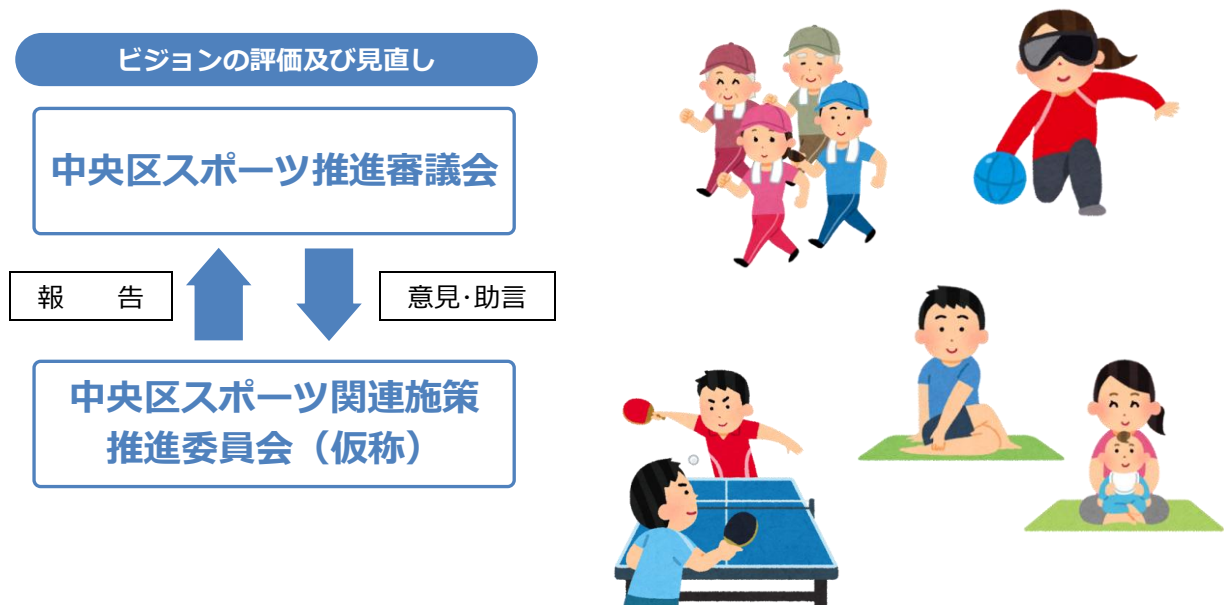 ビジョンの評価及び見直し
中央区スポーツ推進審議会
報　　告
意見･助言
中央区スポーツ関連施策
推進委員会（仮称）